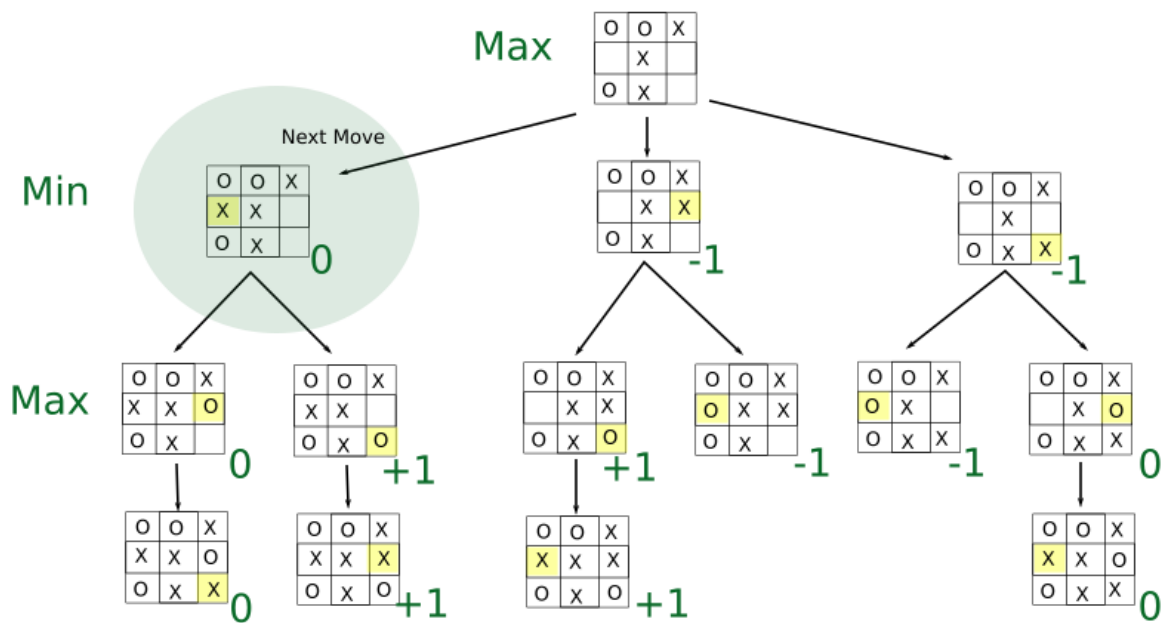 Max
O O X
X
O X
Next Move
Min
O O X
X X
O X
0
O O X
X X
O X
-1
O O X
X
O X X
-1
Max
O O X
X X O
O X
0
O O X
X X
O X O
+1
O O X
X X
O X O
+1
O O X
O X X
O X
-1
O O X
O X
O X X
-1
O O X
X O
O X X
0
O O X
X X O
O X X
0
O O X
X X X
O X O
+1
O O X
X X X
O X O
+1
O O X
X X O
O X X
0